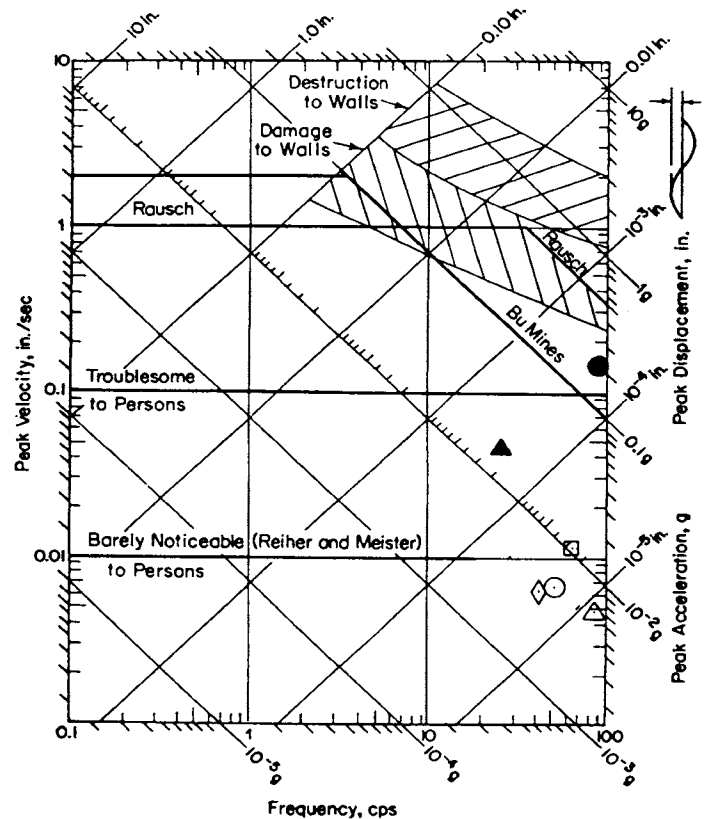 10 in.
1.0 in.
0.10 in.
0.01 in.
10
Destruction
to Walls
10g
Damage
to Walls
10-3 in
1
Rausch
Rausch
1g
Bu Mines
Peak Velocity, in./sec
Peak Displacement, in.
0.1
Troublesome
to Persons
10-4 in.
0.1g
Barely Noticeable (Reiher and Meister)
to Persons
0.01
10-5 in.
10-2g
Peak Acceleration, g
0.1
1
10
100
10-5g
10-4g
10-3g
Frequency, cps